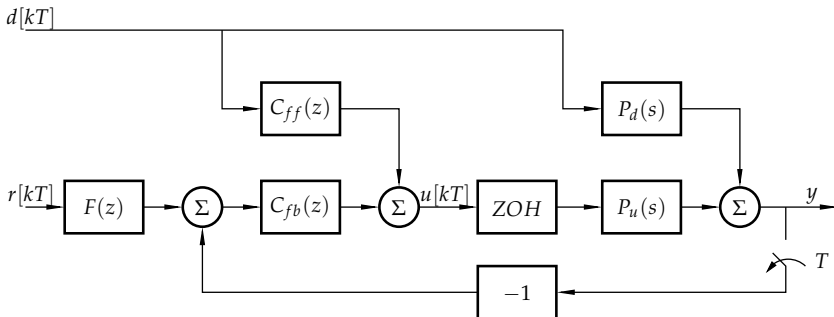 d[kT]
C_{ff}(z)
P_d(s)
r[kT]
F(z)
Σ
C_{fb}(z)
Σ
u[kT]
ZOH
P_u(s)
Σ
y
T
−1